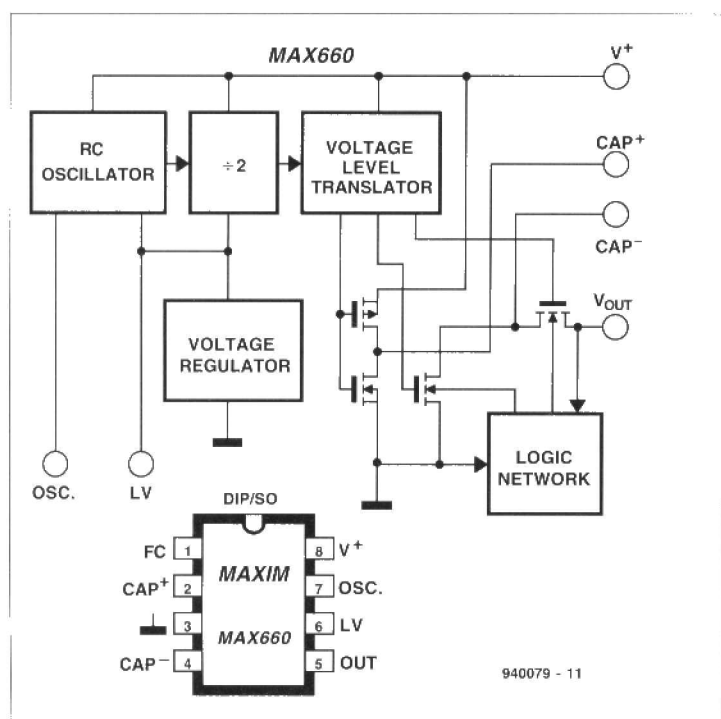 MAX660
V+
RC
OSCILLATOR
÷2
VOLTAGE
LEVEL
TRANSLATOR
CAP+
CAP−
VOUT
VOLTAGE
REGULATOR
LOGIC
NETWORK
OSC.
LV
DIP/SO
FC 1
8 V+
CAP+ 2
MAXIM
7 OSC.
3
6 LV
MAX660
CAP− 4
5 OUT
940079 - 11